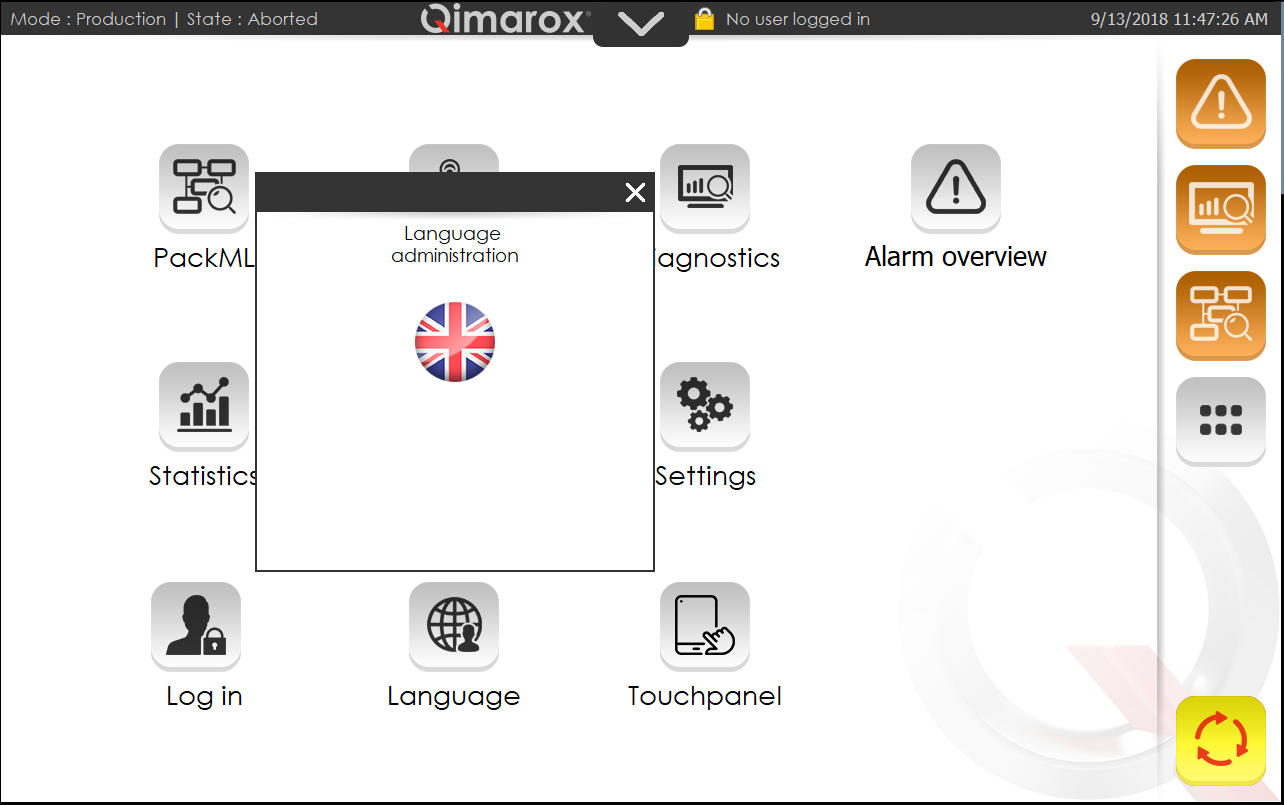 Mode : Production | State : Aborted
Qimarox®
No user logged in
9/13/2018 11:47:26 AM
Language
administration
PackML
agnostics
Alarm overview
Statistics
Settings
Log in
Language
Touchpanel